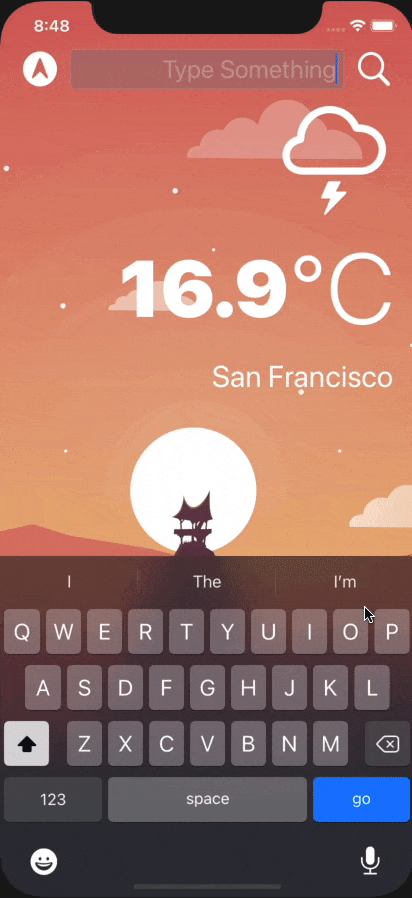 8:48
Type Something
16.9°C
San Francisco
I The I'm
Q W E R T Y U I O P
A S D F G H J K L
Z X C V B N M
123 space go